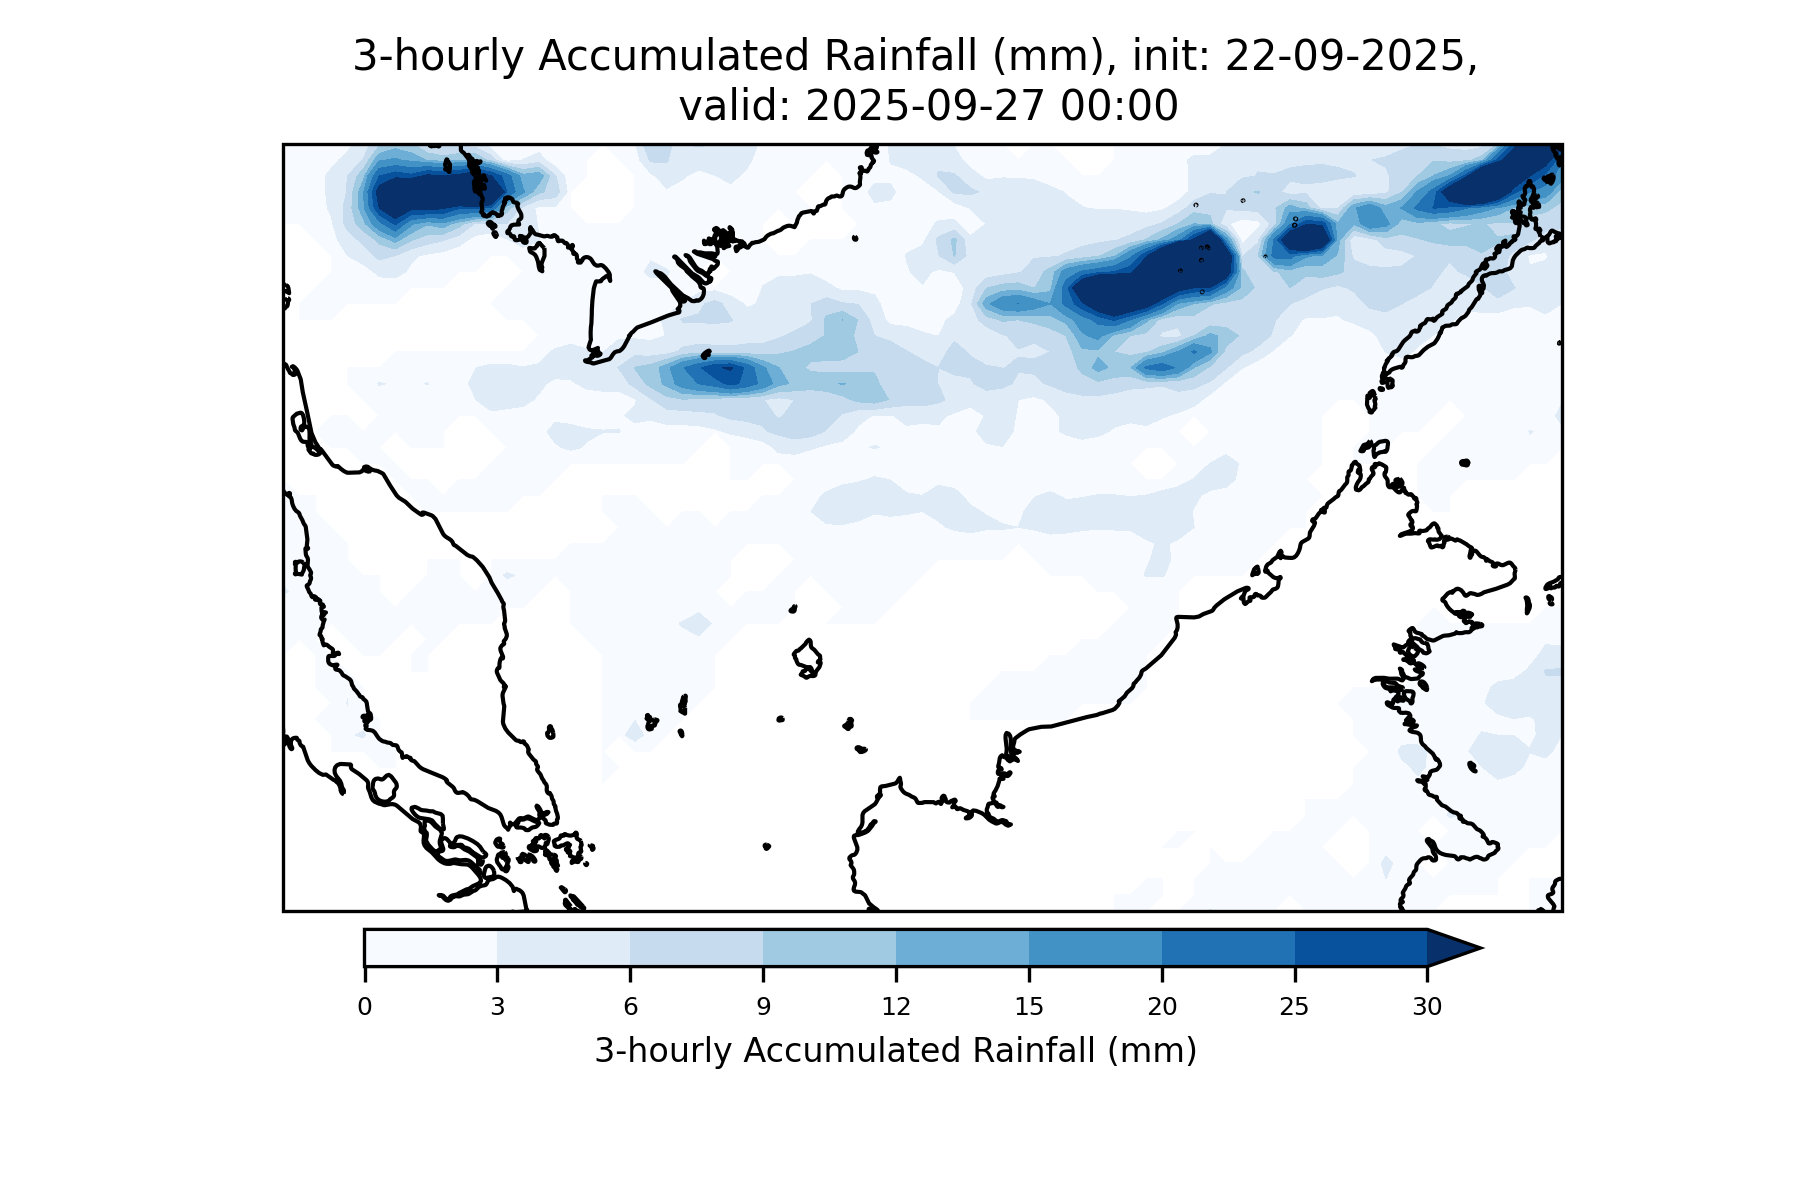 3-hourly Accumulated Rainfall (mm), init: 22-09-2025,
valid: 2025-09-27 00:00
0 3 6 9 12 15 20 25 30
3-hourly Accumulated Rainfall (mm)